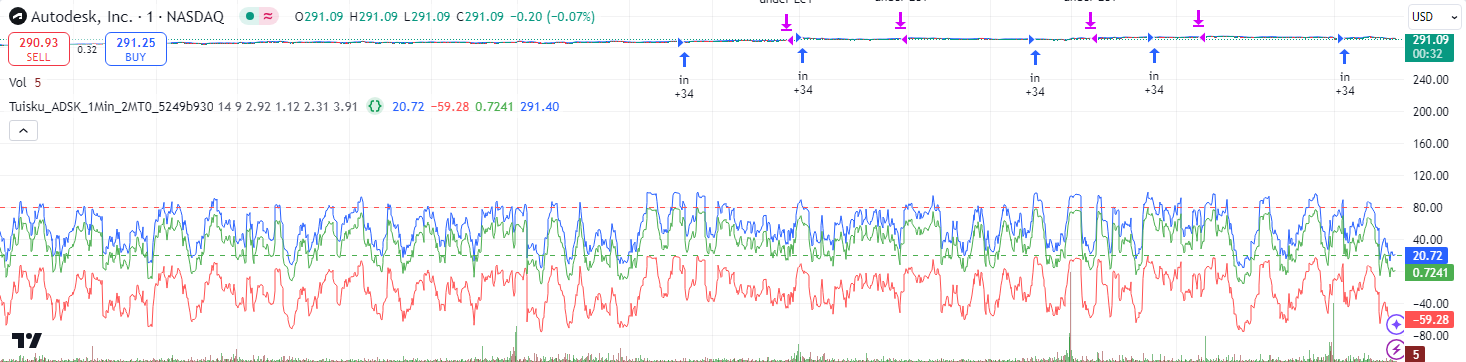 Autodesk, Inc. · 1 · NASDAQ O291.09 H291.09 L291.09 C291.09 −0.20 (−0.07%)
USD
290.93
SELL
0.32
291.25
BUY
291.09
00:32
Vol 5
Tuisku_ADSK_1Min_2MT0_5249b930 14 9 2.92 1.12 2.31 3.91 {} 20.72 −59.28 0.7241 291.40
in
+34
in
+34
in
+34
in
+34
in
+34
240.00
200.00
160.00
120.00
80.00
40.00
20.72
0.7241
−40.00
−59.28
−80.00
5